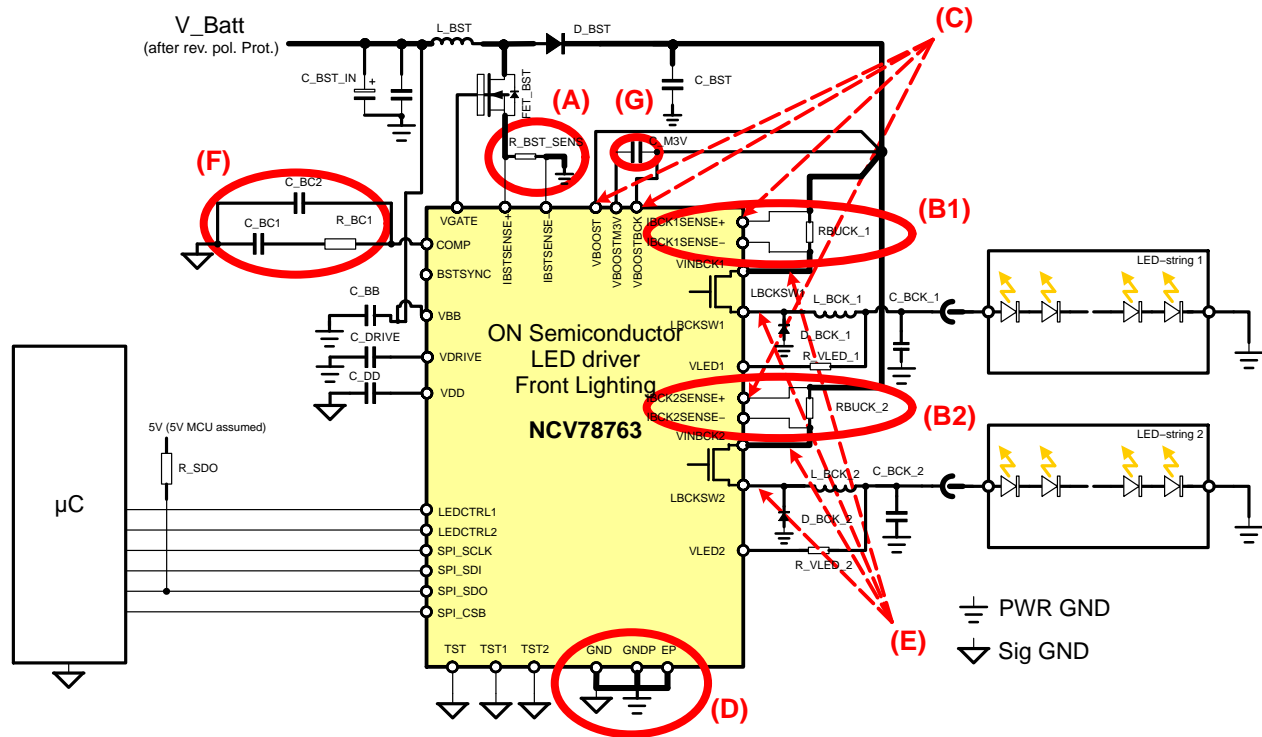 V_Batt
(after rev. pol. Prot.)
L_BST
D_BST
(C)
C_BST_IN
+
FET_BST
C_BST
(A)
(G)
R_BST_SENS
C_M3V
(F)
C_BC2
C_BC1
R_BC1
VGATE
IBSTSENSE+
IBSTSENSE−
VBOOST
VBOOSTM3V
VBOOSTBCK
IBCK1SENSE+
IBCK1SENSE−
RBUCK_1
(B1)
COMP
BSTSYNC
VINBCK1
LBCKSW1
L_BCK_1
C_BCK_1
LED−string 1
C_BB
VBB
LBCKSW1
D_BCK_1
C_DRIVE
VDRIVE
ON Semiconductor
LED driver
Front Lighting
NCV78763
R_VLED_1
VLED1
C_DD
VDD
IBCK2SENSE+
IBCK2SENSE−
RBUCK_2
(B2)
VINBCK2
LED−string 2
5V (5V MCU assumed)
R_SDO
L_BCK_2
C_BCK_2
LBCKSW2
D_BCK_2
µC
LEDCTRL1
LEDCTRL2
SPI_SCLK
SPI_SDI
SPI_SDO
SPI_CSB
VLED2
R_VLED_2
(E)
PWR GND
Sig GND
TST
TST1
TST2
GND
GNDP
EP
(D)